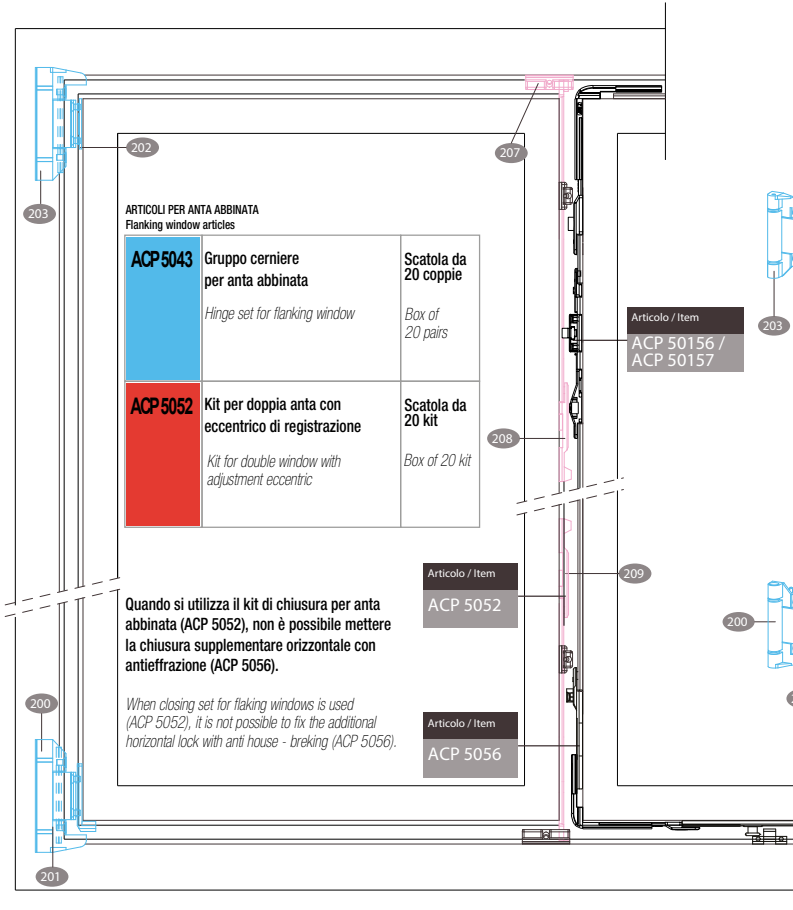 202
207
203
ARTICOLI PER ANTA ABBINATA
Flanking window articles
ACP 5043
Gruppo cerniere
per anta abbinata
Hinge set for flanking window
Scatola da
20 coppie
Box of
20 pairs
203
Articolo / Item
ACP 50156 /
ACP 50157
ACP 5052
Kit per doppia anta con
eccentrico di registrazione
Kit for double window with
adjustment eccentric
Scatola da
20 kit
Box of 20 kit
208
209
Articolo / Item
ACP 5052
200
Quando si utilizza il kit di chiusura per anta
abbinata (ACP 5052), non è possibile mettere
la chiusura supplementare orizzontale con
antieffrazione (ACP 5056).
When closing set for flaking windows is used
(ACP 5052), it is not possible to fix the additional
horizontal lock with anti house - breking (ACP 5056).
200
Articolo / Item
ACP 5056
201